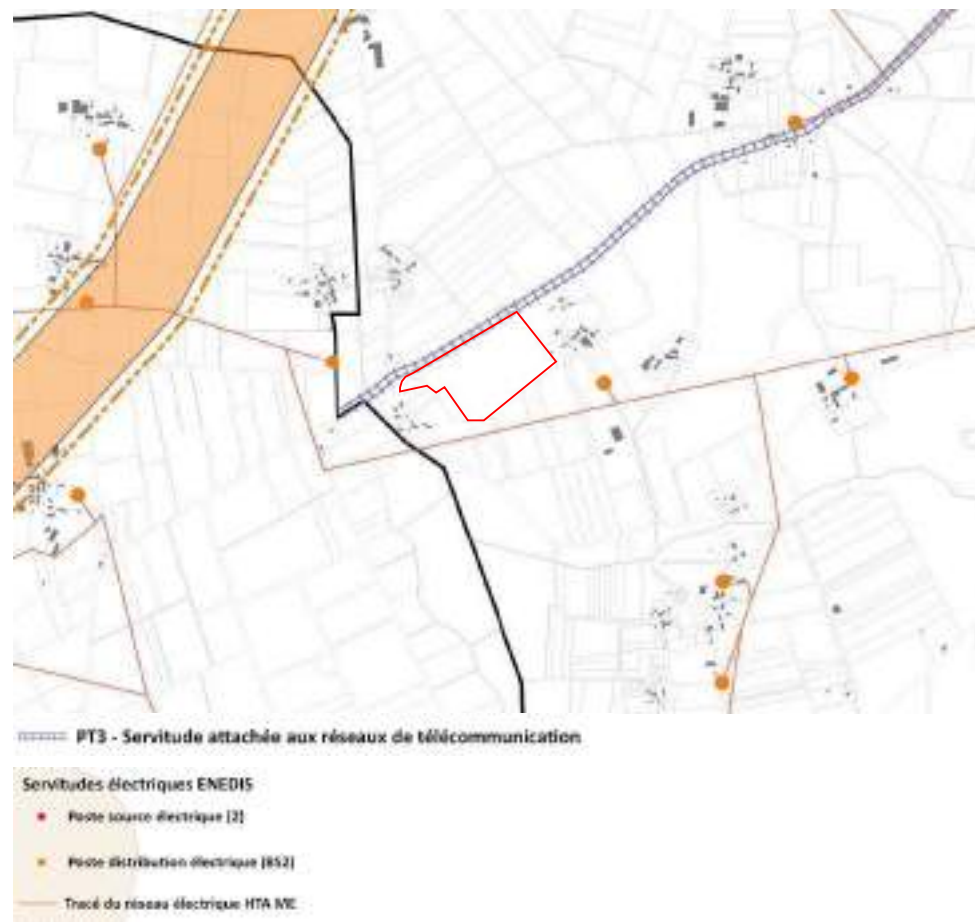 PT3 - Servitude attachée aux réseaux de télécommunication
Servitudes électriques ENEDIS
Poste source électrique (2)
Poste distribution électrique (852)
Tracé du réseau électrique HTA ME